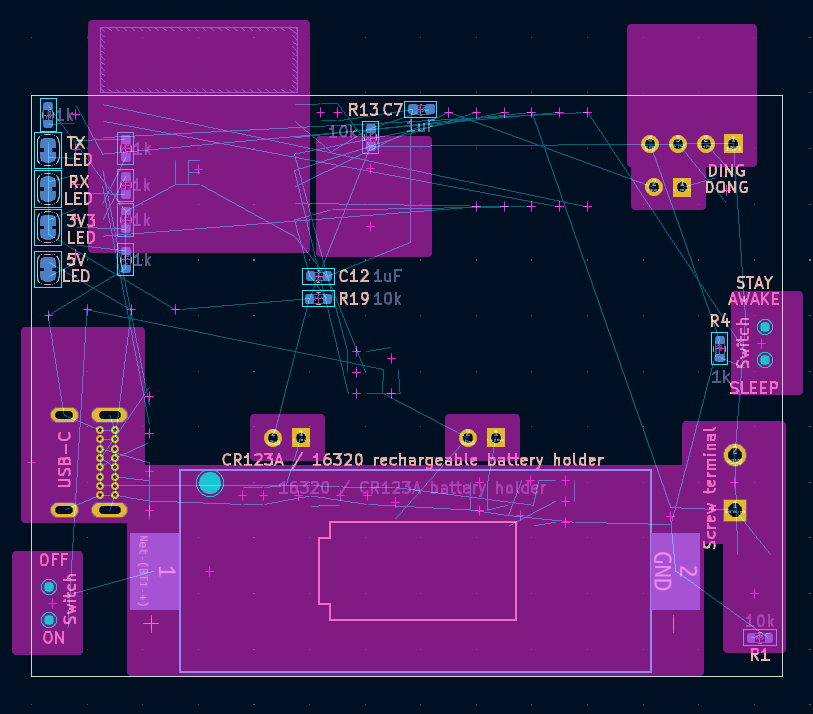 R13 C7
1k
10k
1uF
TX
LED
1k
RX
LED
1k
3V3
LED
1k
5V
LED
1k
DING
DONG
C12 1uF
R19 10k
STAY
AWAKE
R4
Switch
1k
SLEEP
USB-C
CR123A / 16320 rechargeable battery holder
16320 / CR123A battery holder
Screw terminal
OFF
Switch
ON
Net-(BT1-+)
1
+
GND
2
10k
R1